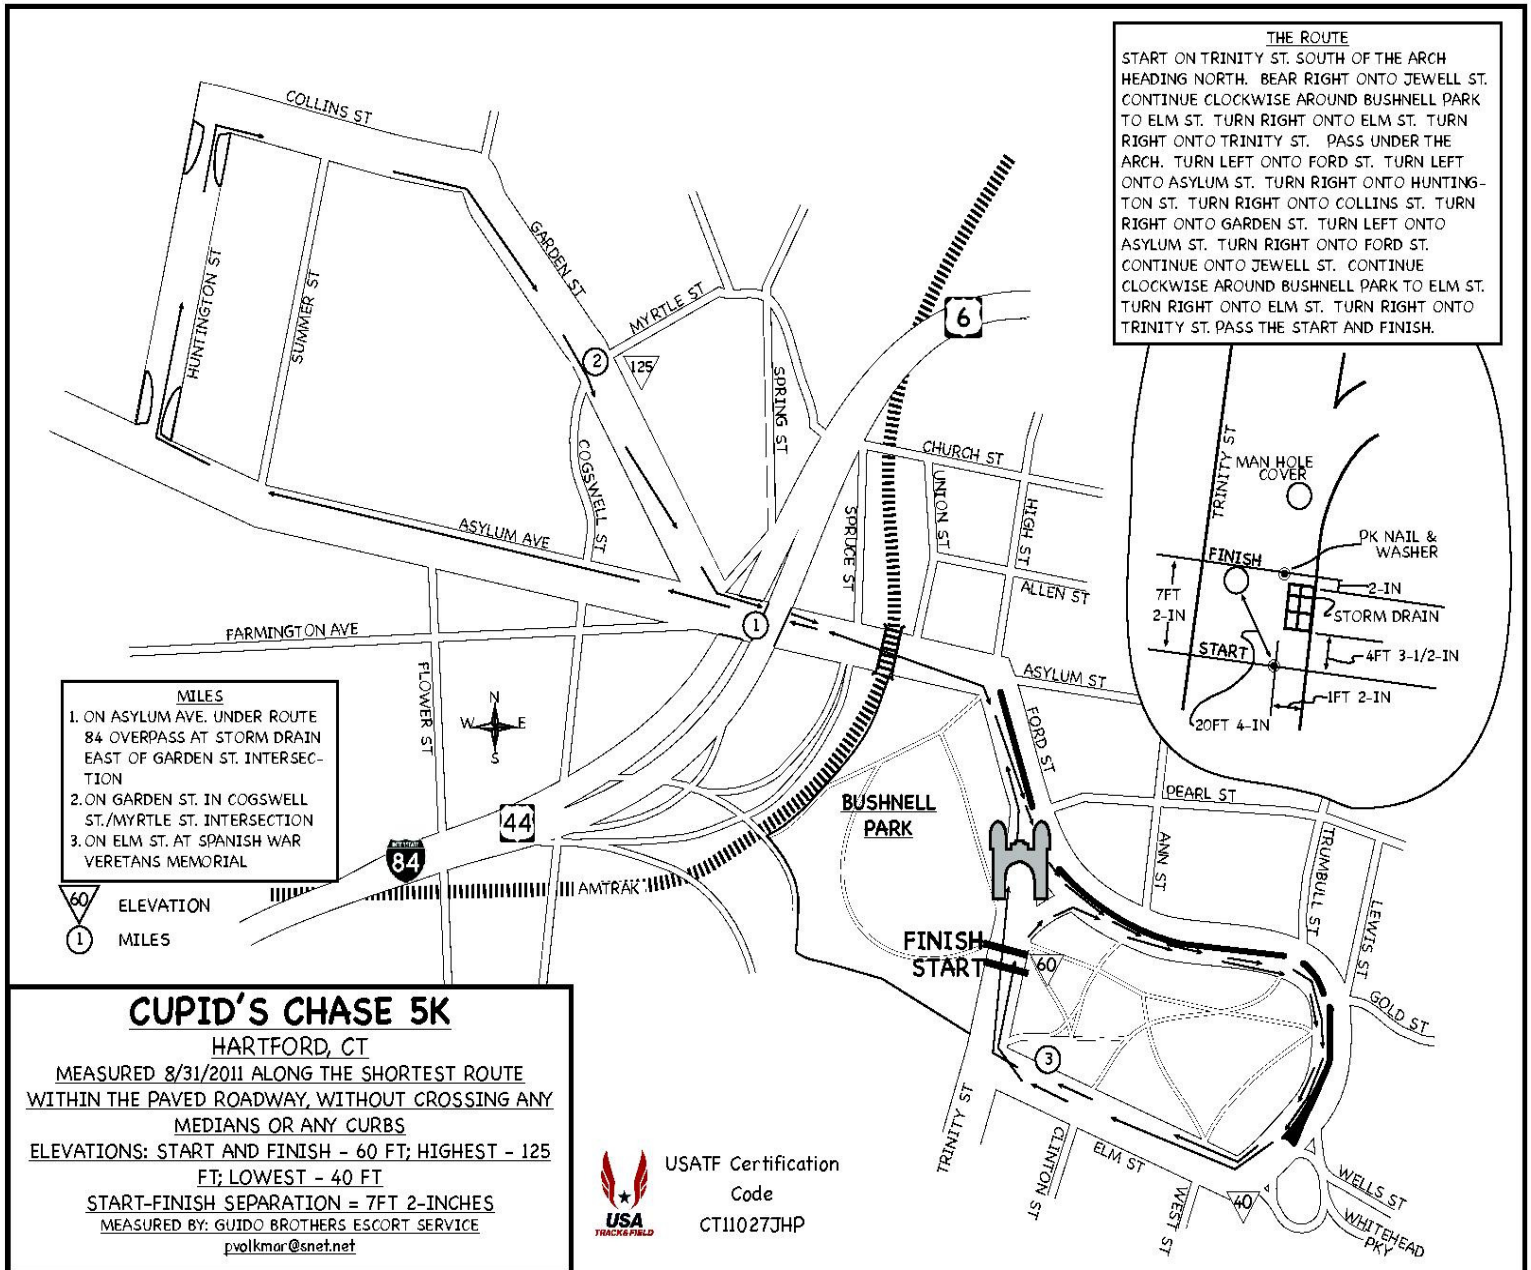 THE ROUTE
START ON TRINITY ST. SOUTH OF THE ARCH
HEADING NORTH. BEAR RIGHT ONTO JEWELL ST.
CONTINUE CLOCKWISE AROUND BUSHNELL PARK
TO ELM ST. TURN RIGHT ONTO ELM ST. TURN
RIGHT ONTO TRINITY ST. PASS UNDER THE
ARCH. TURN LEFT ONTO FORD ST. TURN LEFT
ONTO ASYLUM ST. TURN RIGHT ONTO HUNTING-
TON ST. TURN RIGHT ONTO COLLINS ST. TURN
RIGHT ONTO GARDEN ST. TURN LEFT ONTO
ASYLUM ST. TURN RIGHT ONTO FORD ST.
CONTINUE ONTO JEWELL ST. CONTINUE
CLOCKWISE AROUND BUSHNELL PARK TO ELM ST.
TURN RIGHT ONTO ELM ST. TURN RIGHT ONTO
TRINITY ST. PASS THE START AND FINISH.
COLLINS ST
GARDEN ST
HUNTINGTON ST
SUMMER ST
MYRTLE ST
6
2
125
SPRING ST
COGSWELL ST
CHURCH ST
UNION ST
HIGH ST
SPRUCE ST
ALLEN ST
ASYLUM AVE
1
FARMINGTON AVE
FLOWER ST
ASYLUM ST
FORD ST
TRINITY ST
MAN HOLE
COVER
PK NAIL &
WASHER
FINISH
2-IN
7FT
2-IN
STORM DRAIN
START
4FT 3-1/2-IN
1FT 2-IN
20FT 4-IN
N
W E
S
MILES
1. ON ASYLUM AVE. UNDER ROUTE
84 OVERPASS AT STORM DRAIN
EAST OF GARDEN ST. INTERSEC-
TION
2. ON GARDEN ST. IN COGSWELL
ST./MYRTLE ST. INTERSECTION
3. ON ELM ST. AT SPANISH WAR
VERETANS MEMORIAL
60 ELEVATION
1 MILES
44
84
AMTRAK
BUSHNELL
PARK
PEARL ST
ANN ST
TRUMBULL ST
LEWIS ST
GOLD ST
FINISH
START
60
3
TRINITY ST
CLINTON ST
ELM ST
WEST ST
40
WELLS ST
WHITEHEAD
PKY
CUPID'S CHASE 5K
HARTFORD, CT
MEASURED 8/31/2011 ALONG THE SHORTEST ROUTE
WITHIN THE PAVED ROADWAY, WITHOUT CROSSING ANY
MEDIANS OR ANY CURBS
ELEVATIONS: START AND FINISH - 60 FT; HIGHEST - 125
FT; LOWEST - 40 FT
START-FINISH SEPARATION = 7FT 2-INCHES
MEASURED BY: GUIDO BROTHERS ESCORT SERVICE
pvolkmar@snet.net
USA
TRACK & FIELD
USATF Certification
Code
CT11027JHP